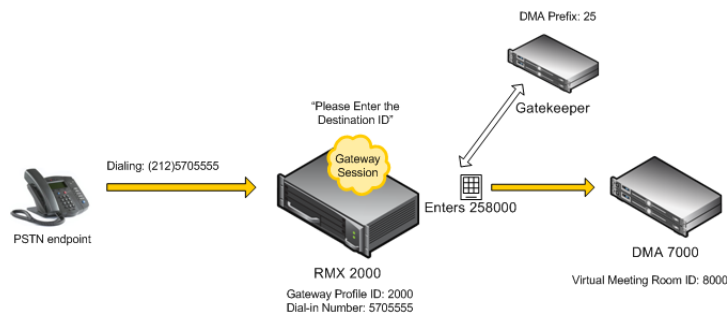 DMA Prefix: 25
Gatekeeper
"Please Enter the
Destination ID"
Gateway
Session
Dialing: (212)5705555
PSTN endpoint
Enters 258000
RMX 2000
Gateway Profile ID: 2000
Dial-in Number: 5705555
DMA 7000
Virtual Meeting Room ID: 8000